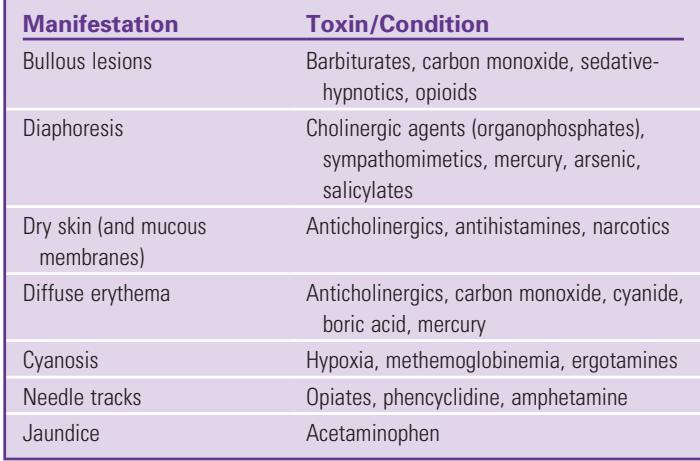 Manifestation Toxin/Condition
Bullous lesions Barbiturates, carbon monoxide, sedative-
hypnotics, opioids
Diaphoresis Cholinergic agents (organophosphates),
sympathomimetics, mercury, arsenic,
salicylates
Dry skin (and mucous Anticholinergics, antihistamines, narcotics
membranes)
Diffuse erythema Anticholinergics, carbon monoxide, cyanide,
boric acid, mercury
Cyanosis Hypoxia, methemoglobinemia, ergotamines
Needle tracks Opiates, phencyclidine, amphetamine
Jaundice Acetaminophen